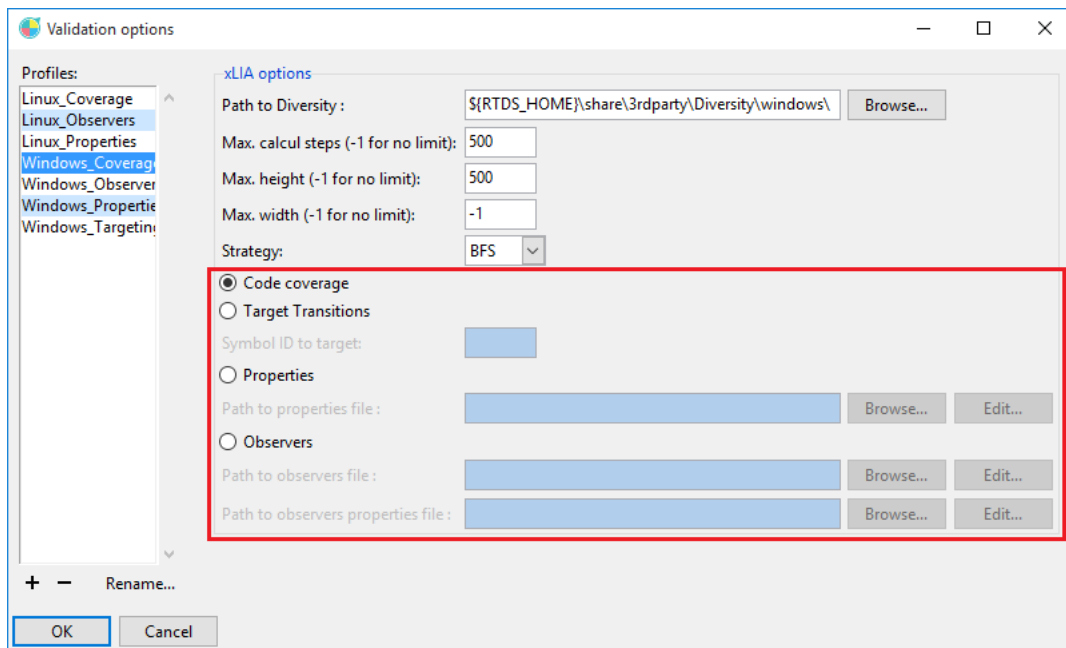 Validation options
Profiles:
Linux_Coverage
Linux_Observers
Linux_Properties
Windows_Coverag
Windows_Observer
Windows_Propertie
Windows_Targetin
+ − Rename...
xLIA options
Path to Diversity : ${RTDS_HOME}\share\3rdparty\Diversity\windows\ Browse...
Max. calcul steps (-1 for no limit): 500
Max. height (-1 for no limit): 500
Max. width (-1 for no limit): -1
Strategy: BFS
Code coverage
Target Transitions
Symbol ID to target:
Properties
Path to properties file : Browse... Edit...
Observers
Path to observers file : Browse... Edit...
Path to observers properties file : Browse... Edit...
OK Cancel